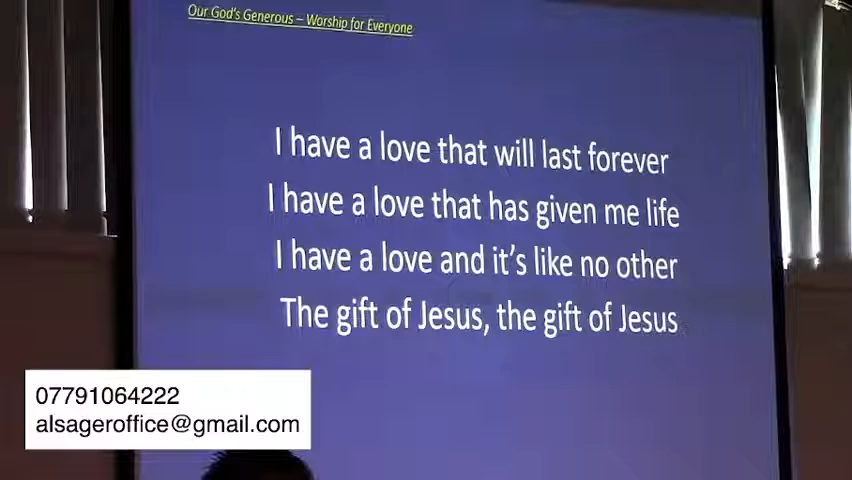 Our God's Generous – Worship for Everyone
I have a love that will last forever
I have a love that has given me life
I have a love and it's like no other
The gift of Jesus, the gift of Jesus
07791064222
alsageroffice@gmail.com